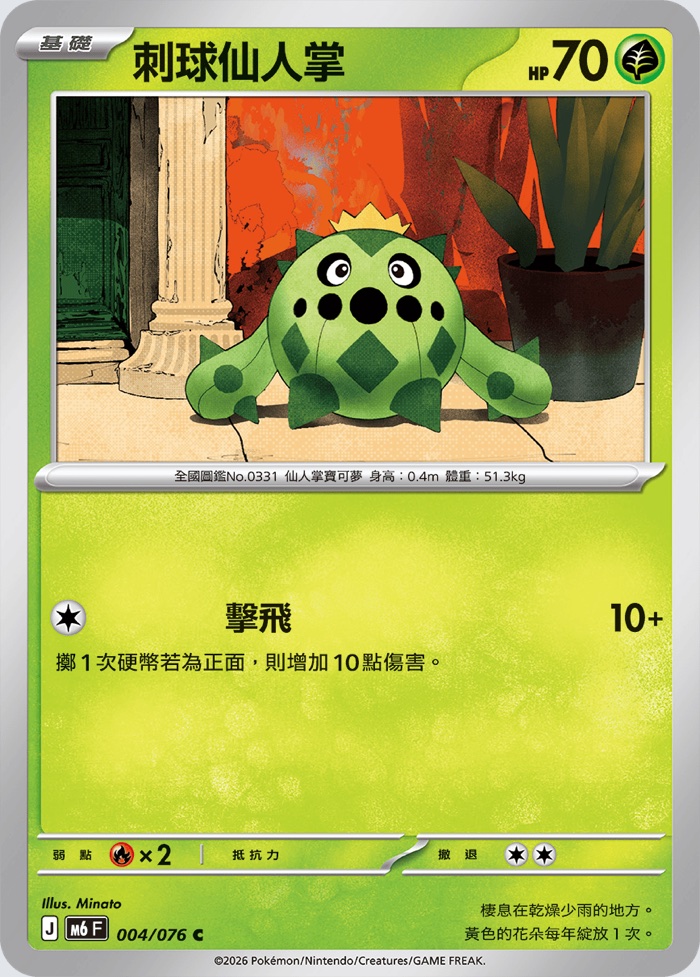 基礎
刺球仙人掌
HP70
全國圖鑑No.0331 仙人掌寶可夢 身高：0.4m 體重：51.3kg
擊飛 10+
擲1次硬幣若為正面，則增加10點傷害。
弱點 ×2 抵抗力 撤退
Illus. Minato
J M6 F 004/076 C
棲息在乾燥少雨的地方。
黃色的花朵每年綻放1次。
©2026 Pokémon/Nintendo/Creatures/GAME FREAK.